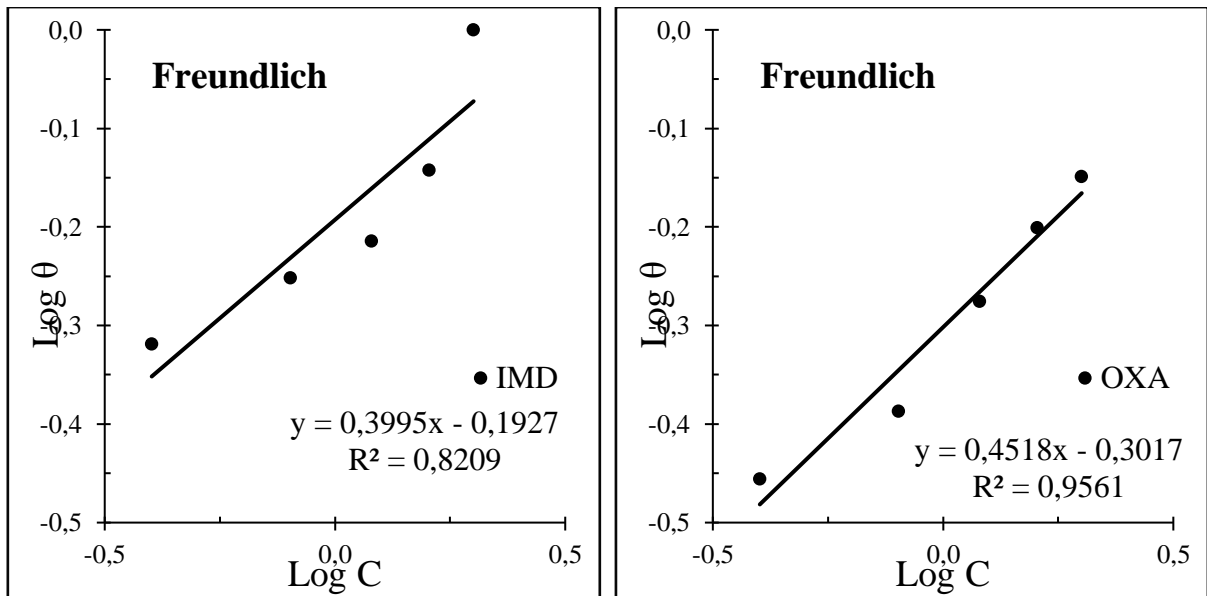 0,0
Freundlich
-0,1
-0,2
Log θ
-0,3
IMD
-0,4
y = 0,3995x - 0,1927
R² = 0,8209
-0,5
-0,5
0,0
0,5
Log C
0,0
Freundlich
-0,1
-0,2
Log θ
-0,3
OXA
-0,4
y = 0,4518x - 0,3017
R² = 0,9561
-0,5
-0,5
0,0
0,5
Log C